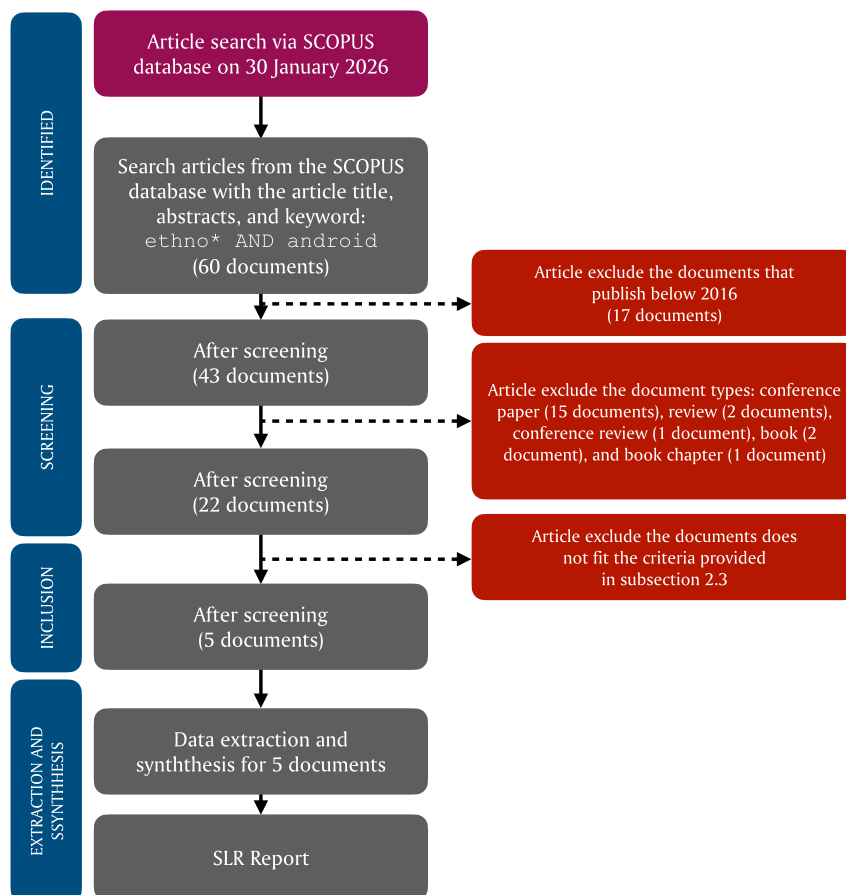 IDENTIFIED
Article search via SCOPUS
database on 30 January 2026
Search articles from the SCOPUS
database with the article title,
abstracts, and keyword:
ethno* AND android
(60 documents)
Article exclude the documents that
publish below 2016
(17 documents)
SCREENING
After screening
(43 documents)
Article exclude the document types: conference
paper (15 documents), review (2 documents),
conference review (1 document), book (2
document), and book chapter (1 document)
After screening
(22 documents)
Article exclude the documents does
not fit the criteria provided
in subsection 2.3
INCLUSION
After screening
(5 documents)
EXTRACTION AND
SSYNTHHESIS
Data extraction and
synththesis for 5 documents
SLR Report